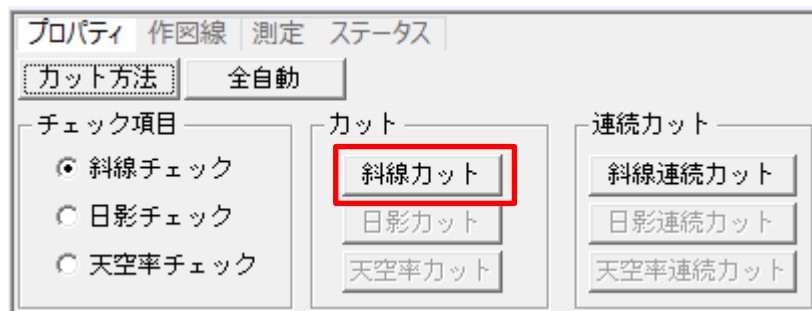 プロパティ 作図線 測定 ステータス
カット方法 全自動
チェック項目 カット 連続カット
斜線チェック 斜線カット 斜線連続カット
日影チェック 日影カット 日影連続カット
天空率チェック 天空率カット 天空率連続カット